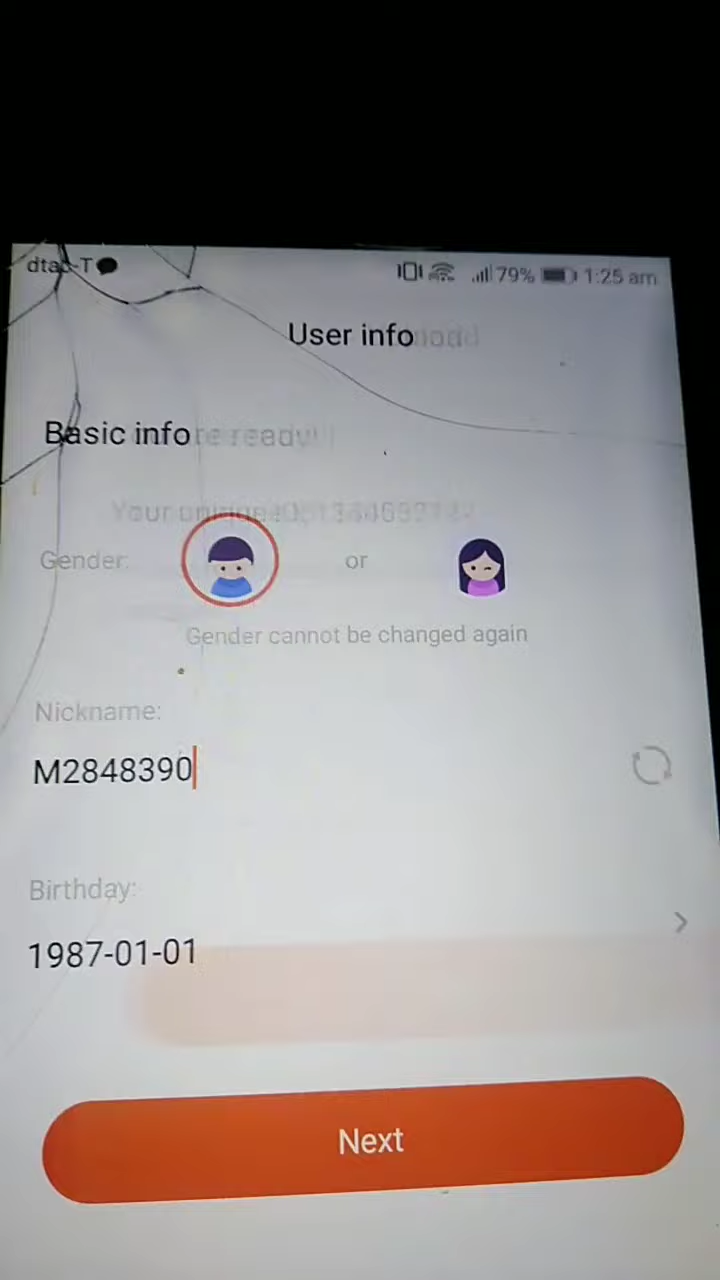 dtac-T 79% 1:25 am
User info
Basic info
Gender: or
Gender cannot be changed again
Nickname:
M2848390
Birthday:
1987-01-01
Next